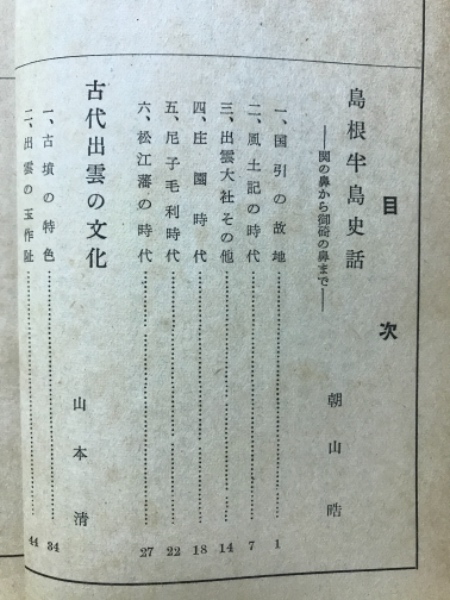 目次
島根半島史話
――関の鼻から御碕の鼻まで――
朝山晧
一、国引の故地 1
二、風土記の時代 7
三、出雲大社その他 14
四、庄園時代 18
五、尼子毛利時代 22
六、松江藩の時代 27
古代出雲の文化
山本清
一、古墳の特色 34
二、出雲の玉作阯 44